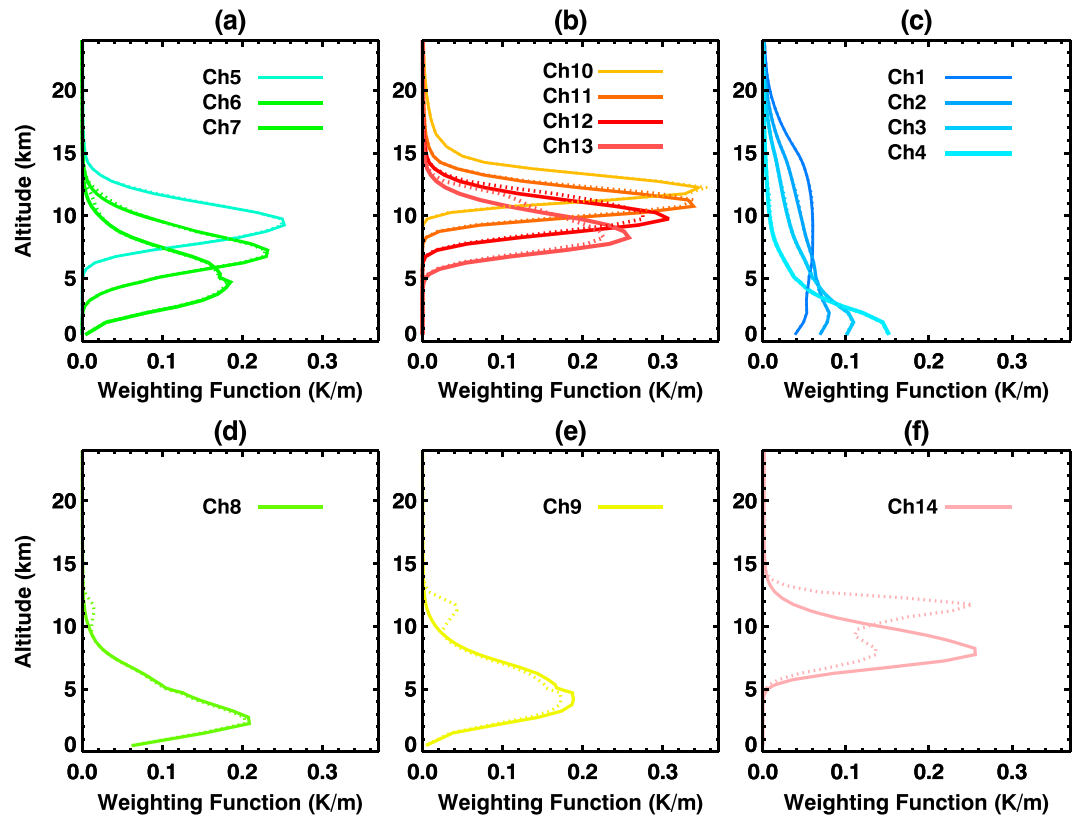 (a)
Ch5
Ch6
Ch7
20
15
10
5
0
Altitude (km)
0.0 0.1 0.2 0.3
Weighting Function (K/m)
(b)
Ch10
Ch11
Ch12
Ch13
20
15
10
5
0
0.0 0.1 0.2 0.3
Weighting Function (K/m)
(c)
Ch1
Ch2
Ch3
Ch4
20
15
10
5
0
0.0 0.1 0.2 0.3
Weighting Function (K/m)
(d)
Ch8
20
15
10
5
0
Altitude (km)
0.0 0.1 0.2 0.3
Weighting Function (K/m)
(e)
Ch9
20
15
10
5
0
0.0 0.1 0.2 0.3
Weighting Function (K/m)
(f)
Ch14
20
15
10
5
0
0.0 0.1 0.2 0.3
Weighting Function (K/m)